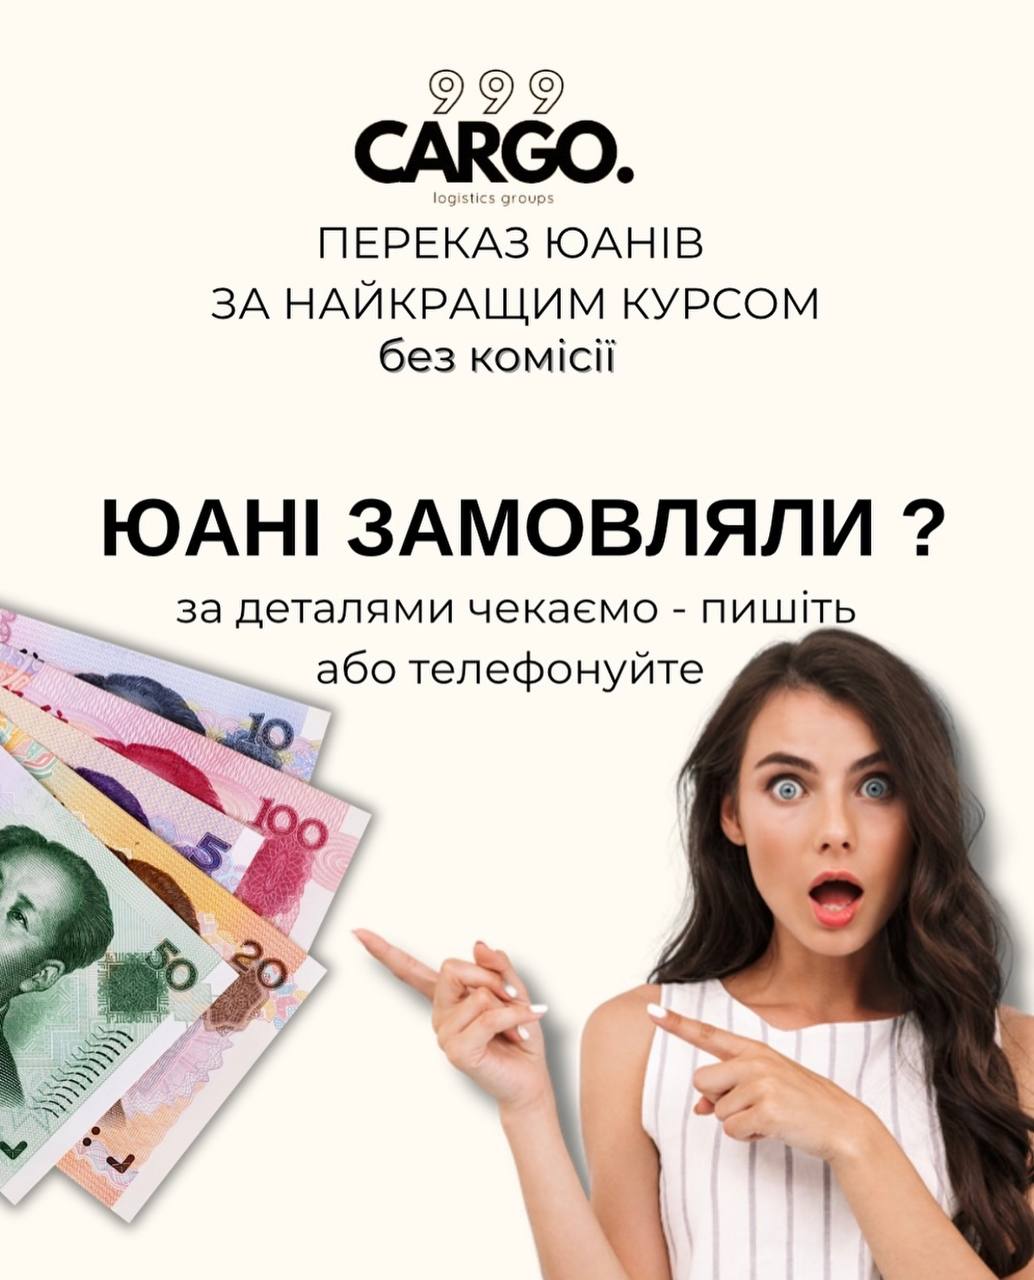 999
CARGO.
logistics groups
ПЕРЕКАЗ ЮАНІВ
ЗА НАЙКРАЩИМ КУРСОМ
без комісії
ЮАНІ ЗАМОВЛЯЛИ ?
за деталями чекаємо - пишіть
або телефонуйте
10
100
5
20
50